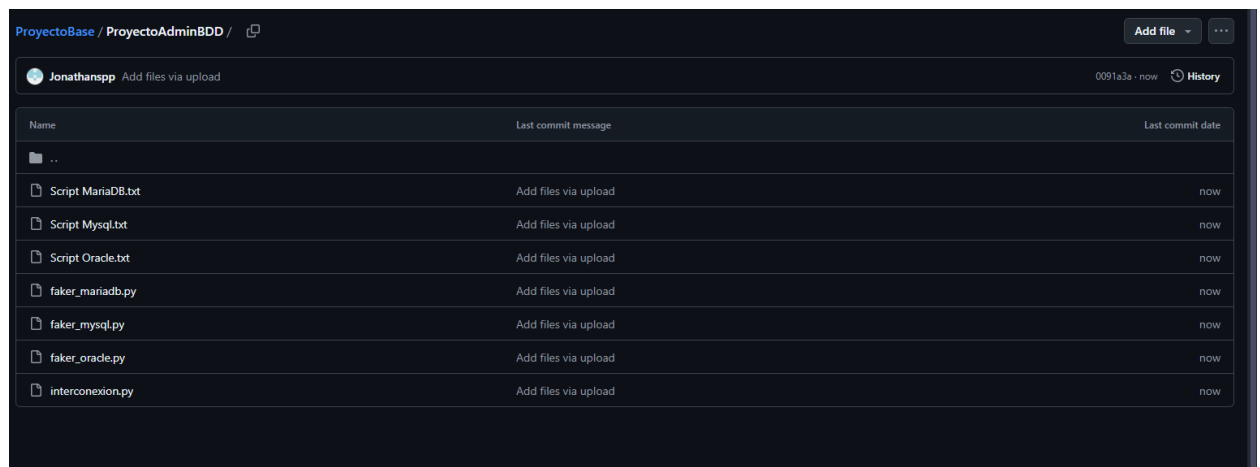 ProyectoBase / ProyectoAdminBDD /
Add file
...
Jonathanspp Add files via upload
0091a3a · now History
Name Last commit message Last commit date
..
Script MariaDB.txt Add files via upload now
Script Mysql.txt Add files via upload now
Script Oracle.txt Add files via upload now
faker_mariadb.py Add files via upload now
faker_mysql.py Add files via upload now
faker_oracle.py Add files via upload now
interconexion.py Add files via upload now